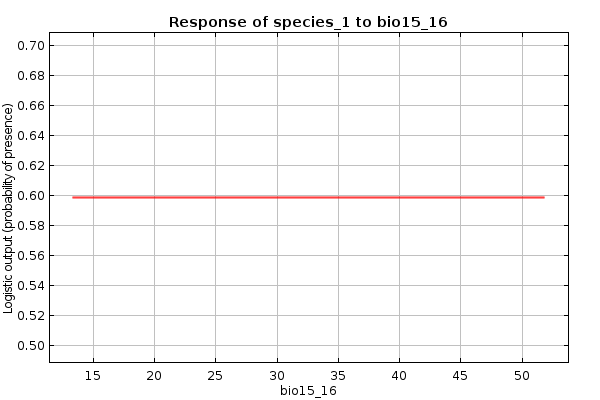 Response of species_1 to bio15_16
Logistic output (probability of presence)
0.70
0.68
0.66
0.64
0.62
0.60
0.58
0.56
0.54
0.52
0.50
15 20 25 30 35 40 45 50
bio15_16